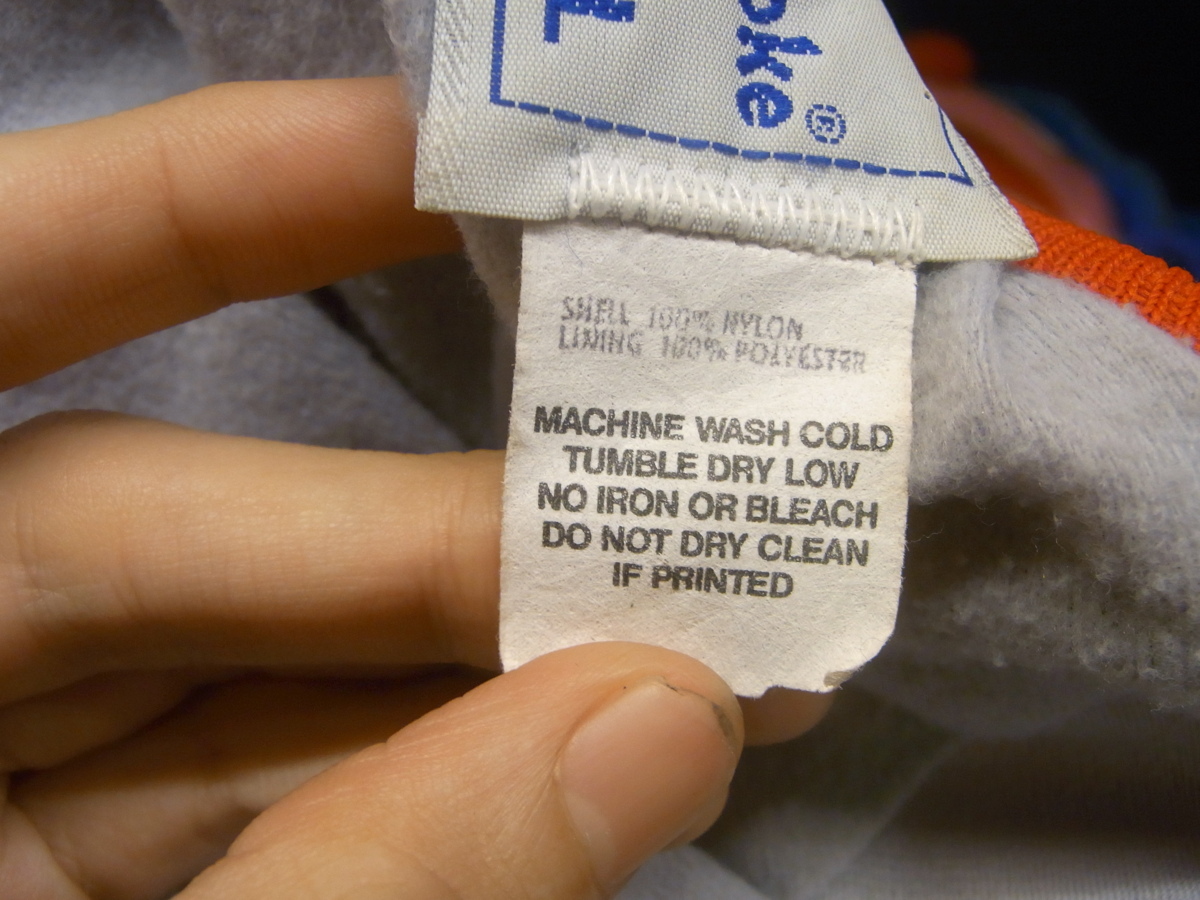 oke®
L
SHELL 100% NYLON
LINING 100% POLYESTER
MACHINE WASH COLD
TUMBLE DRY LOW
NO IRON OR BLEACH
DO NOT DRY CLEAN
IF PRINTED